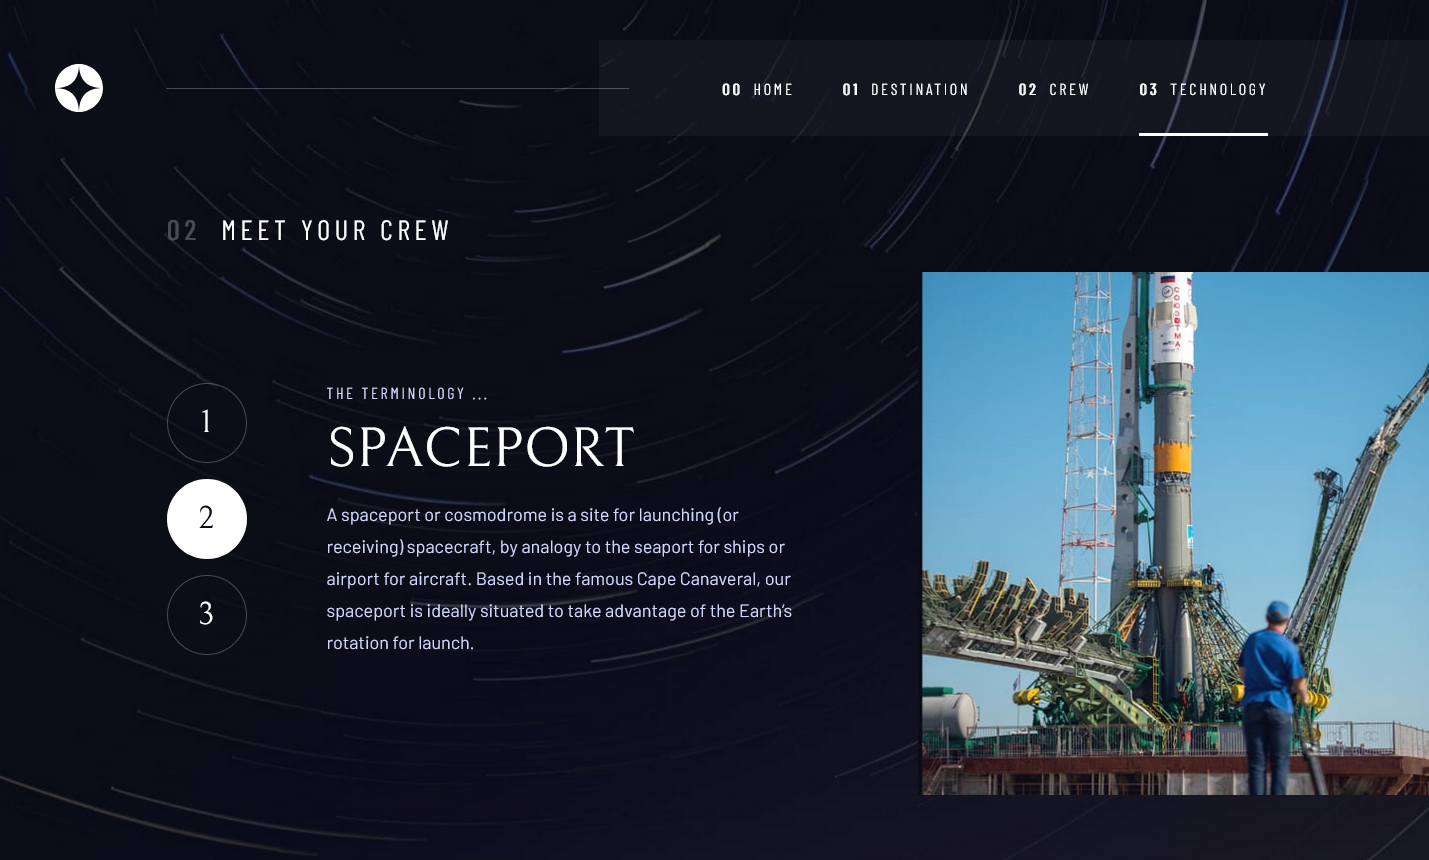 00 HOME 01 DESTINATION 02 CREW 03 TECHNOLOGY
02 MEET YOUR CREW
1
2
3
THE TERMINOLOGY ...
SPACEPORT
A spaceport or cosmodrome is a site for launching (or
receiving) spacecraft, by analogy to the seaport for ships or
airport for aircraft. Based in the famous Cape Canaveral, our
spaceport is ideally situated to take advantage of the Earth’s
rotation for launch.